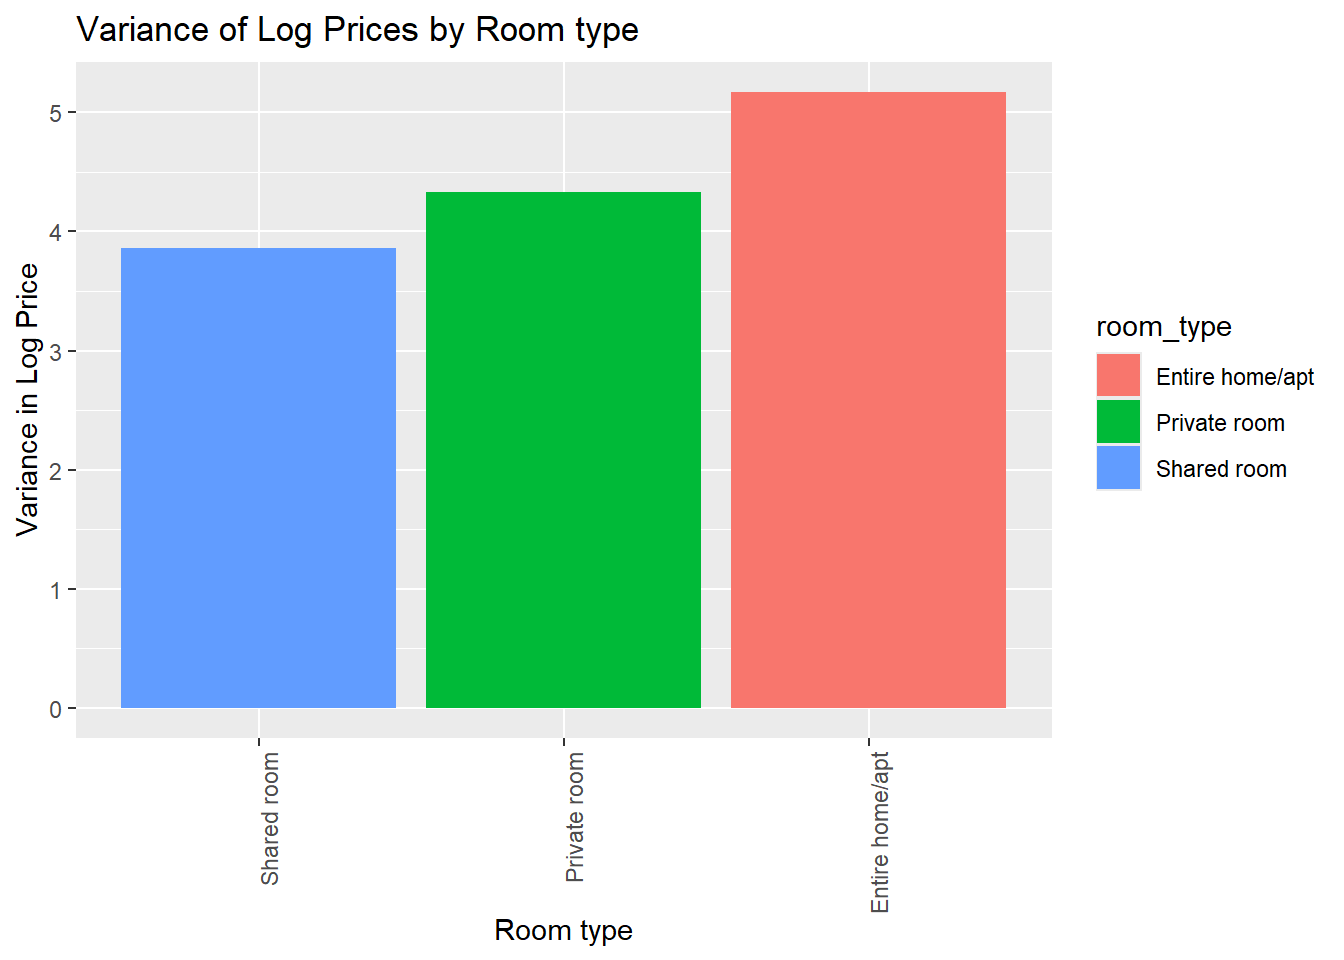 Variance of Log Prices by Room type
Variance in Log Price
5
4
3
2
1
0
Shared room
Private room
Entire home/apt
Room type
room_type
Entire home/apt
Private room
Shared room